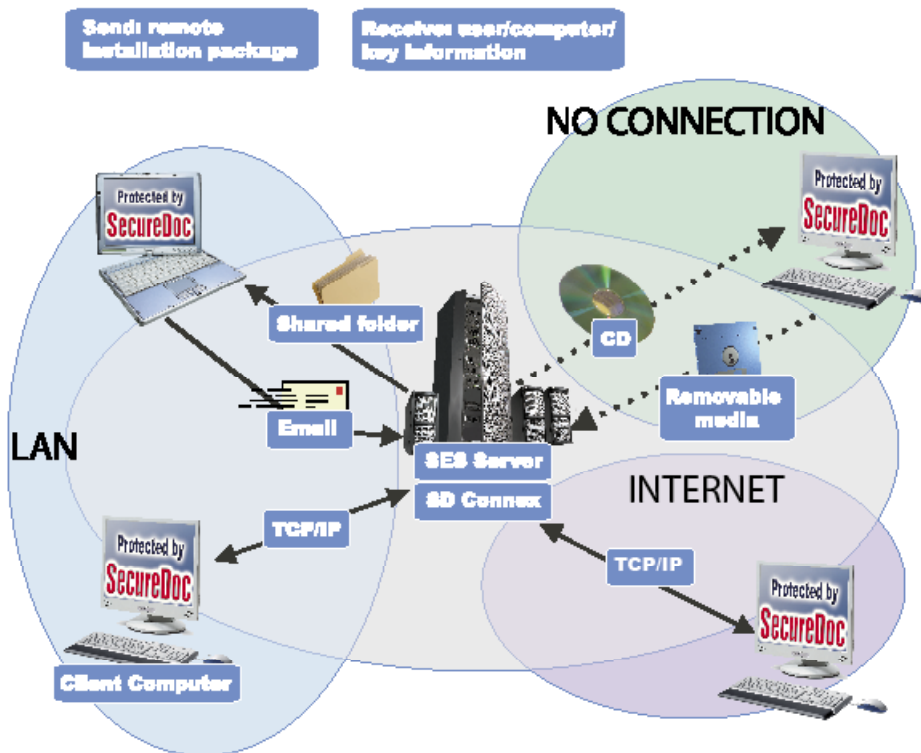 Send: remote
installation package
Receive: user/computer/
key information
NO CONNECTION
Protected by
SecureDoc
Protected by
SecureDoc
Shared folder
CD
Removable
media
Email
LAN
SES Server
SD Connex
INTERNET
TCP/IP
TCP/IP
Protected by
SecureDoc
Protected by
SecureDoc
Client Computer